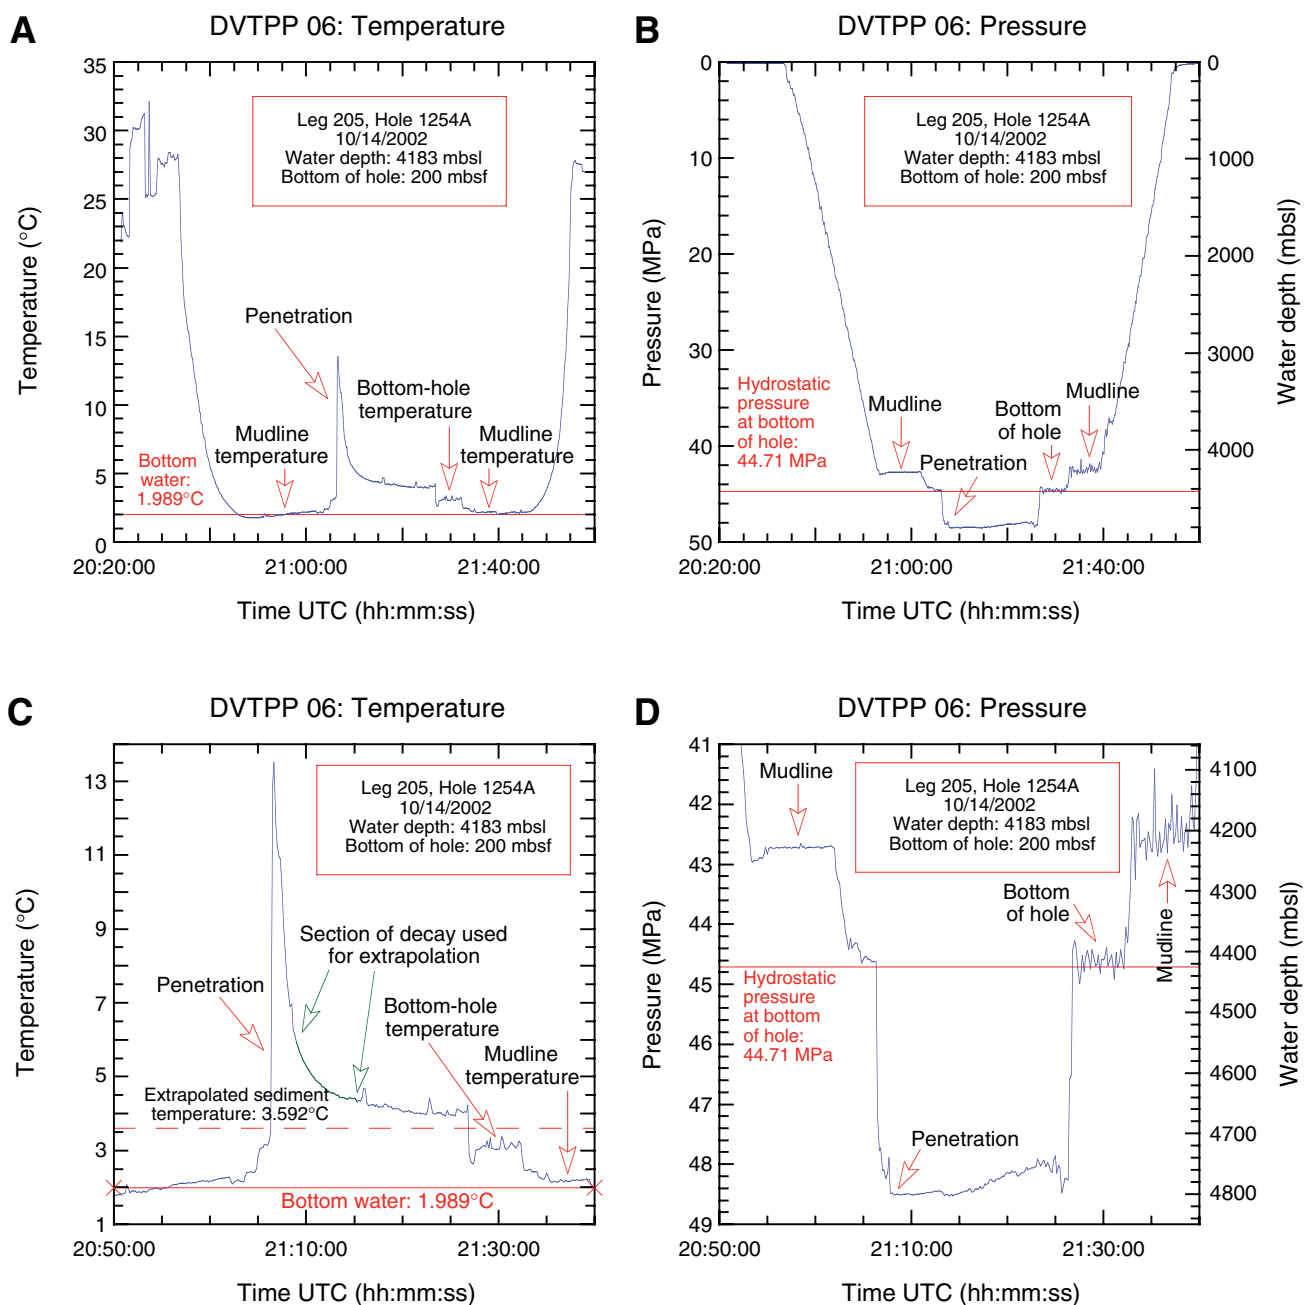 A
DVTPP 06: Temperature
35
30
25
20
15
10
5
0
Temperature (°C)
Leg 205, Hole 1254A
10/14/2002
Water depth: 4183 mbsl
Bottom of hole: 200 mbsf
Penetration
Bottom-hole
temperature
Mudline
temperature
Mudline
temperature
Bottom
water:
1.989°C
20:20:00
21:00:00
21:40:00
Time UTC (hh:mm:ss)
B
DVTPP 06: Pressure
0
10
20
30
40
50
Pressure (MPa)
0
1000
2000
3000
4000
Water depth (mbsl)
Leg 205, Hole 1254A
10/14/2002
Water depth: 4183 mbsl
Bottom of hole: 200 mbsf
Hydrostatic
pressure
at bottom
of hole:
44.71 MPa
Mudline
Penetration
Bottom
of hole
Mudline
20:20:00
21:00:00
21:40:00
Time UTC (hh:mm:ss)
C
DVTPP 06: Temperature
13
11
9
7
5
3
1
Temperature (°C)
Leg 205, Hole 1254A
10/14/2002
Water depth: 4183 mbsl
Bottom of hole: 200 mbsf
Section of decay used
for extrapolation
Penetration
Bottom-hole
temperature
Mudline
temperature
Extrapolated sediment
temperature: 3.592°C
Bottom water: 1.989°C
20:50:00
21:10:00
21:30:00
Time UTC (hh:mm:ss)
D
DVTPP 06: Pressure
41
42
43
44
45
46
47
48
49
Pressure (MPa)
4100
4200
4300
4400
4500
4600
4700
4800
Water depth (mbsl)
Mudline
Leg 205, Hole 1254A
10/14/2002
Water depth: 4183 mbsl
Bottom of hole: 200 mbsf
Bottom
of hole
Mudline
Hydrostatic
pressure
at bottom
of hole:
44.71 MPa
Penetration
20:50:00
21:10:00
21:30:00
Time UTC (hh:mm:ss)